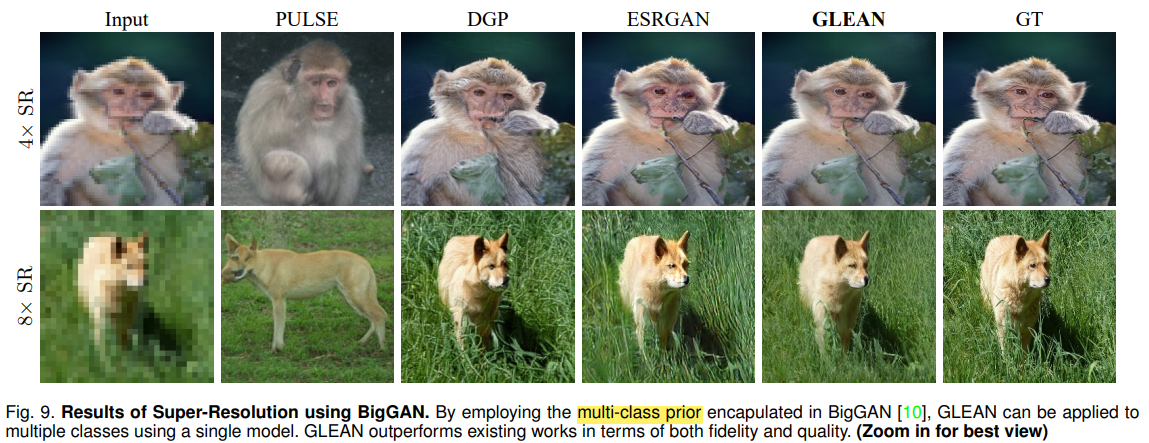 Input PULSE DGP ESRGAN GLEAN GT
4× SR
8× SR
Fig. 9. Results of Super-Resolution using BigGAN. By employing the multi-class prior encapsulated in BigGAN [10], GLEAN can be applied to
multiple classes using a single model. GLEAN outperforms existing works in terms of both fidelity and quality. (Zoom in for best view)